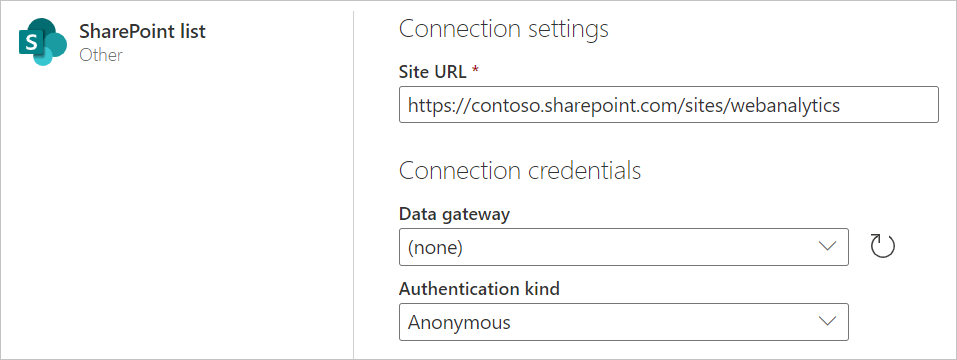 S
SharePoint list
Other
Connection settings
Site URL *
https://contoso.sharepoint.com/sites/webanalytics
Connection credentials
Data gateway
(none)
Authentication kind
Anonymous